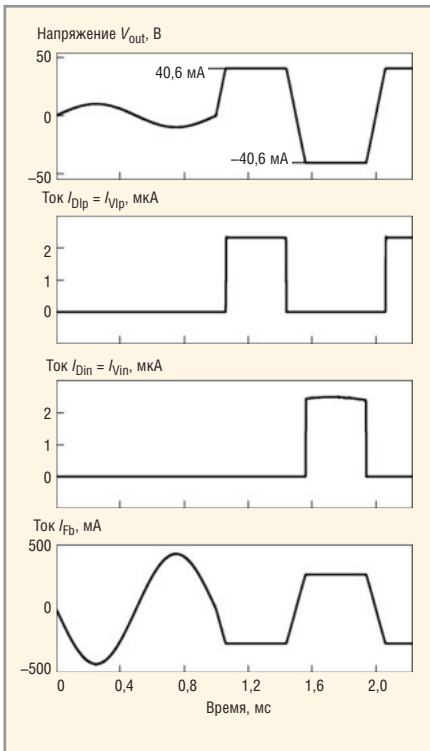 Напряжение Vout, В
50
40,6 мА
0
–40,6 мА
–50
Ток IDlp = IVlp, мкА
2
1
0
Ток IDin = IVin, мкА
2
1
0
Ток IFb, мА
500
0
–500
0 0,4 0,8 1,2 1,6 2,0
Время, мс